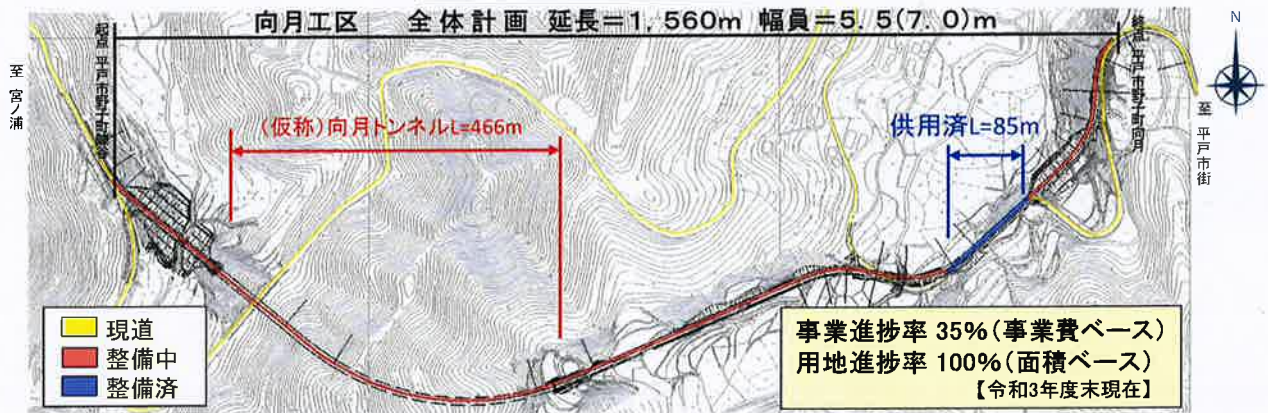 向月工区 全体計画 延長=1,560m 幅員=5.5(7.0)m
N
至 宮ノ浦
起点 平戸市野子町
終点 平戸市野子町向月
至 平戸市街
(仮称)向月トンネルL=466m
供用済L=85m
現道
整備中
整備済
事業進捗率 35%(事業費ベース)
用地進捗率 100%(面積ベース)
【令和3年度末現在】